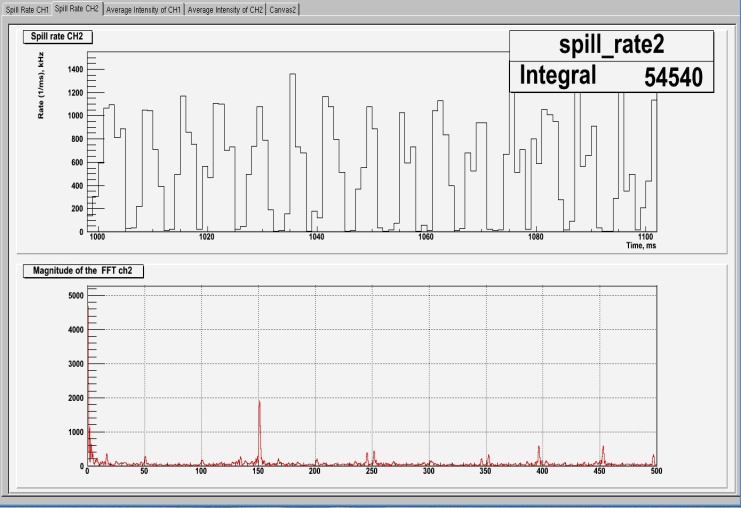 Spill Rate CH1 Spill Rate CH2 Average Intensity of CH1 Average Intensity of CH2 Canvas2
Spill rate CH2
spill_rate2
Integral 54540
Rate (1/ms), kHz
1400
1200
1000
800
600
400
200
0
1000 1020 1040 1060 1080 1100
Time, ms
Magnitude of the FFT ch2
5000
4000
3000
2000
1000
0
0 50 100 150 200 250 300 350 400 450 500